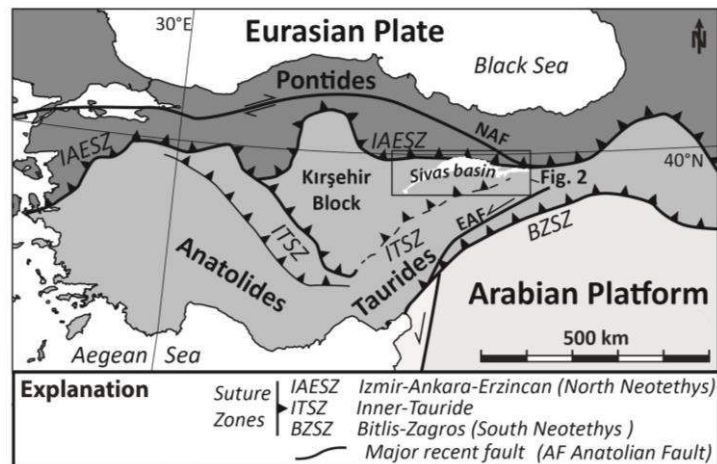 30°E
Eurasian Plate
N
Black Sea
Pontides
NAF
IAESZ
IAESZ
40°N
Sivas basin
Fig. 2
Kırşehir
Block
EAF
ITSZ
ITSZ
BZSZ
Anatolides
Taurides
Arabian Platform
500 km
Aegean Sea
Explanation
Suture
Zones
IAESZ Izmir-Ankara-Erzincan (North Neotethys)
ITSZ Inner-Tauride
BZSZ Bitlis-Zagros (South Neotethys )
Major recent fault (AF Anatolian Fault)